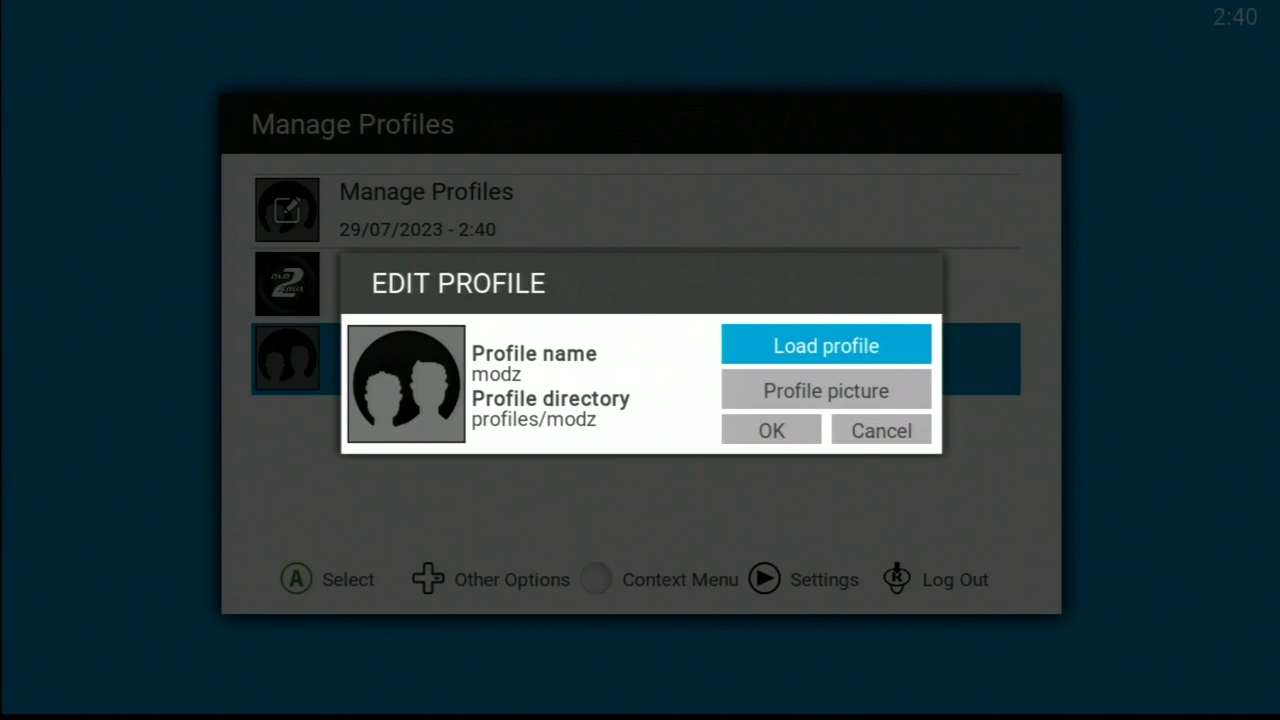 2:40
Manage Profiles
Manage Profiles
29/07/2023 - 2:40
2
EDIT PROFILE
Load profile
Profile name
modz
Profile picture
Profile directory
profiles/modz
OK
Cancel
A Select
Other Options
Context Menu
Settings
R Log Out